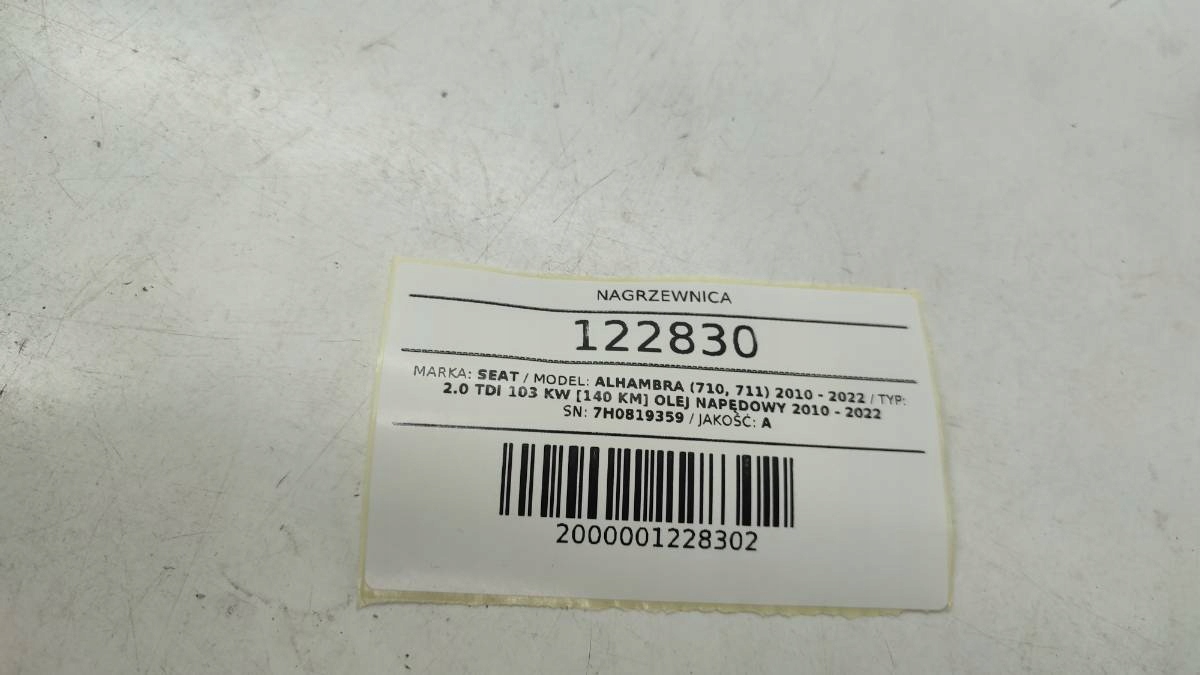 NAGRZEWNICA
122830
MARKA: SEAT / MODEL: ALHAMBRA (710, 711) 2010 - 2022 / TYP:
2.0 TDI 103 KW [140 KM] OLEJ NAPĘDOWY 2010 - 2022
SN: 7H0819359 / JAKOŚĆ: A
2000001228302